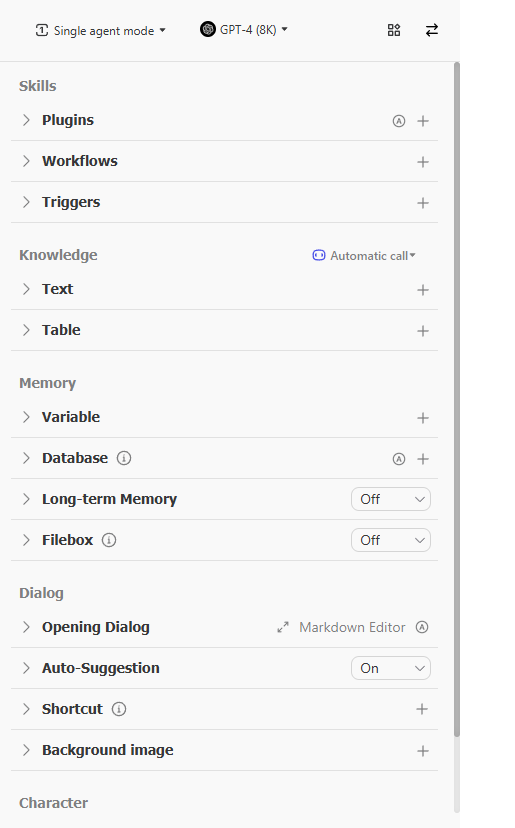 Single agent mode GPT-4 (8K)
Skills
Plugins
Workflows
Triggers
Knowledge Automatic call
Text
Table
Memory
Variable
Database
Long-term Memory Off
Filebox Off
Dialog
Opening Dialog Markdown Editor
Auto-Suggestion On
Shortcut
Background image
Character